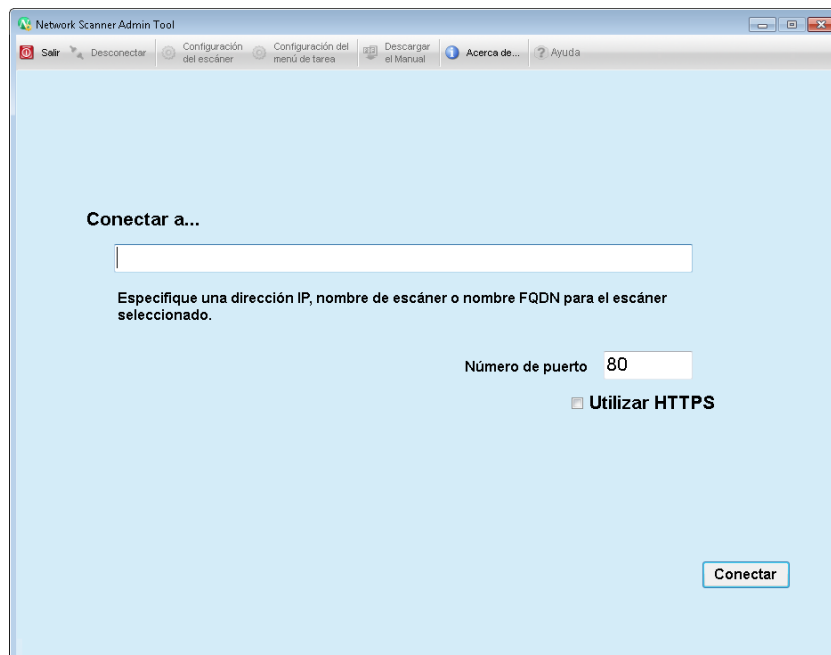 Network Scanner Admin Tool
Salir Desconectar Configuración del escáner Configuración del menú de tarea Descargar el Manual Acerca de... Ayuda
Conectar a...
Especifique una dirección IP, nombre de escáner o nombre FQDN para el escáner
seleccionado.
Número de puerto 80
Utilizar HTTPS
Conectar